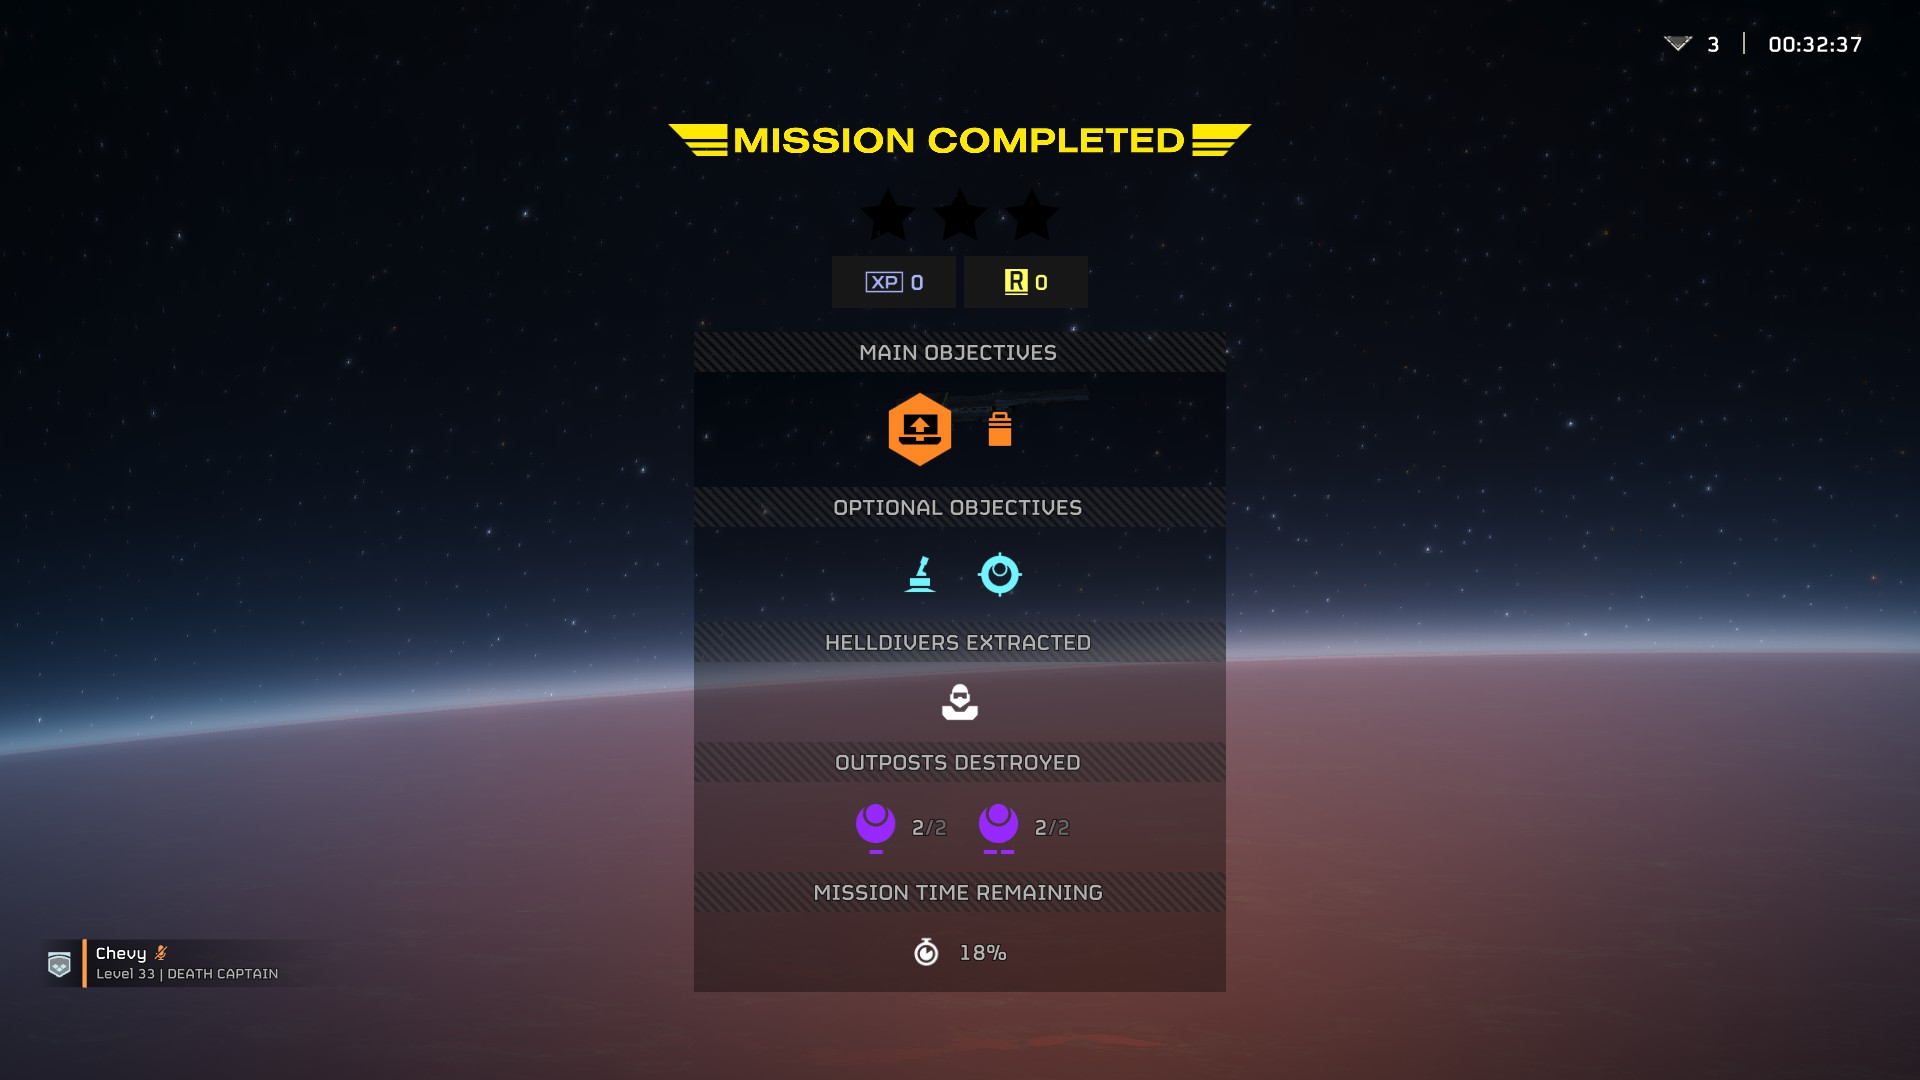 3 | 00:32:37
MISSION COMPLETED
XP 0 R 0
MAIN OBJECTIVES
OPTIONAL OBJECTIVES
HELLDIVERS EXTRACTED
OUTPOSTS DESTROYED
2/2 2/2
MISSION TIME REMAINING
18%
Chevy
Level 33 | DEATH CAPTAIN